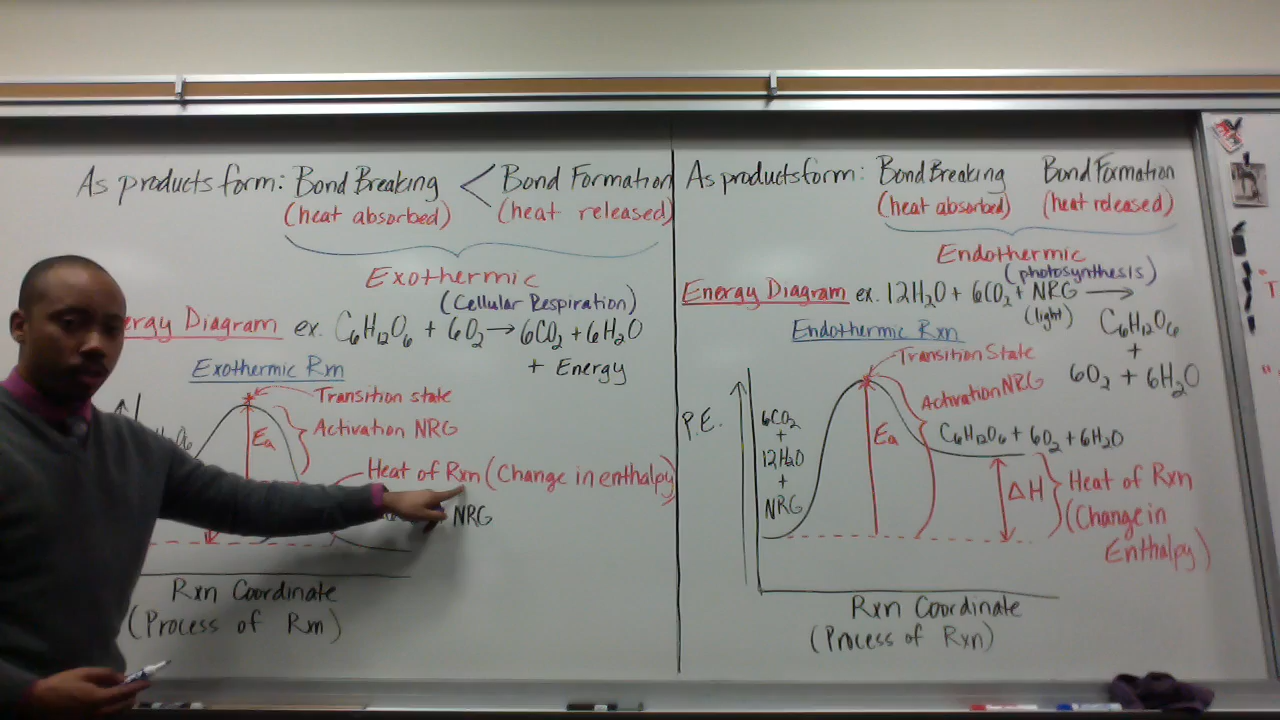 As products form: Bond Breaking < Bond Formation
(heat absorbed) (heat released)
Exothermic
(Cellular Respiration)
ergy Diagram ex. C₆H₁₂O₆ + 6O₂ → 6CO₂ + 6H₂O
+ Energy
Exothermic Rxn
Transition state
Activation NRG
Ea
Heat of Rxn (Change in enthalpy)
NRG
Rxn Coordinate
(Process of Rxn)
As products form: Bond Breaking Bond Formation
(heat absorbed) (heat released)
Endothermic
(photosynthesis)
Energy Diagram ex. 12H₂O + 6CO₂ + NRG →
(light)
C₆H₁₂O₆
+
6O₂ + 6H₂O
Endothermic Rxn
Transition State
Activation NRG
P.E.
6CO₂
+
12H₂O
+
NRG
Ea
C₆H₁₂O₆ + 6O₂ + 6H₂O
ΔH
Heat of Rxn
(Change in
Enthalpy)
Rxn Coordinate
(Process of Rxn)